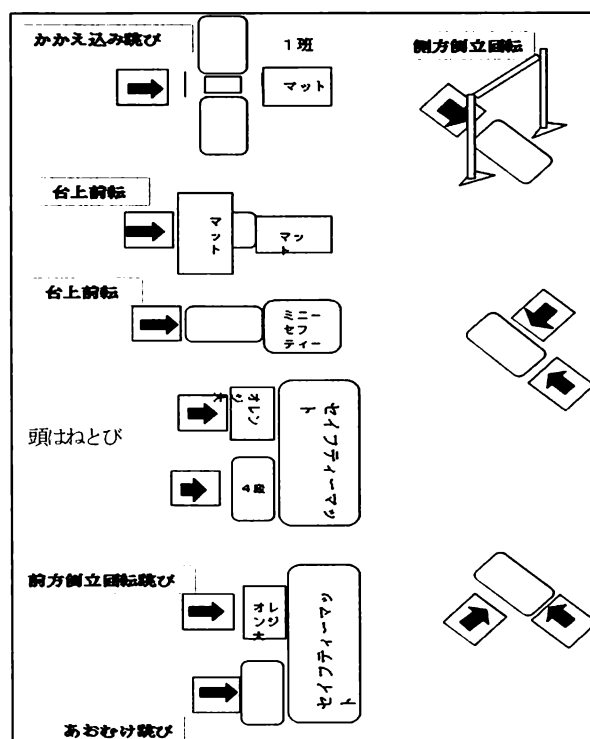 かかえ込み跳び
1班
側方倒立回転
マット
台上前転
マット
マット
台上前転
ミニー
セフ
ティー
オレン
ジ
大
セイフティーマッ
ト
頭はねとび
前方倒立回転跳び
レジ
オン
大
セイフティーマッ
ト
あおむけ跳び